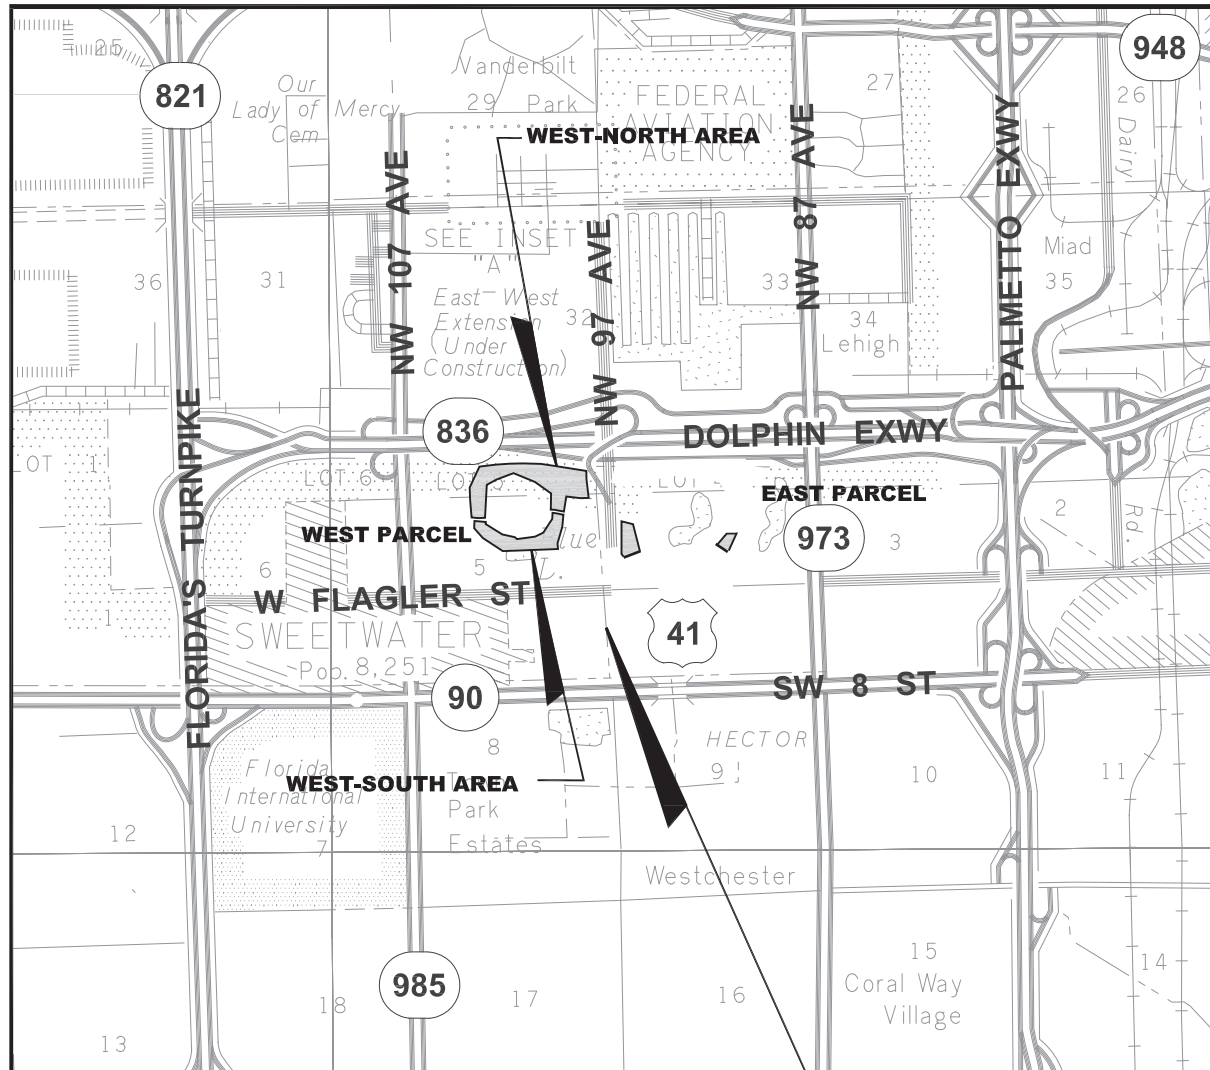 25
948
821
Our
Lady of Mercy
Cem
Vanderbilt
29 Park
FEDERAL
AVIATION
AGENCY
27
26
Dairy
WEST-NORTH AREA
NW 107 AVE
NW 97 AVE
NW 87 AVE
PALMETTO EXWY
SEE INSET
"A"
36
31
East-West
Extension
(Under
Construction)
32
33
34
Lehigh
Miad
35
FLORIDA'S TURNPIKE
836
DOLPHIN EXWY
LOT 1
LOT 6
EAST PARCEL
WEST PARCEL
973
2
Rd.
3
6
5
L.
1
W FLAGLER ST
SWEETWATER
Pop. 8,251
41
90
SW 8 ST
8
HECTOR
9
10
11
WEST-SOUTH AREA
Florida
International
University
7
Park
Estates
12
Westchester
985
18
17
16
15
Coral Way
Village
14
13